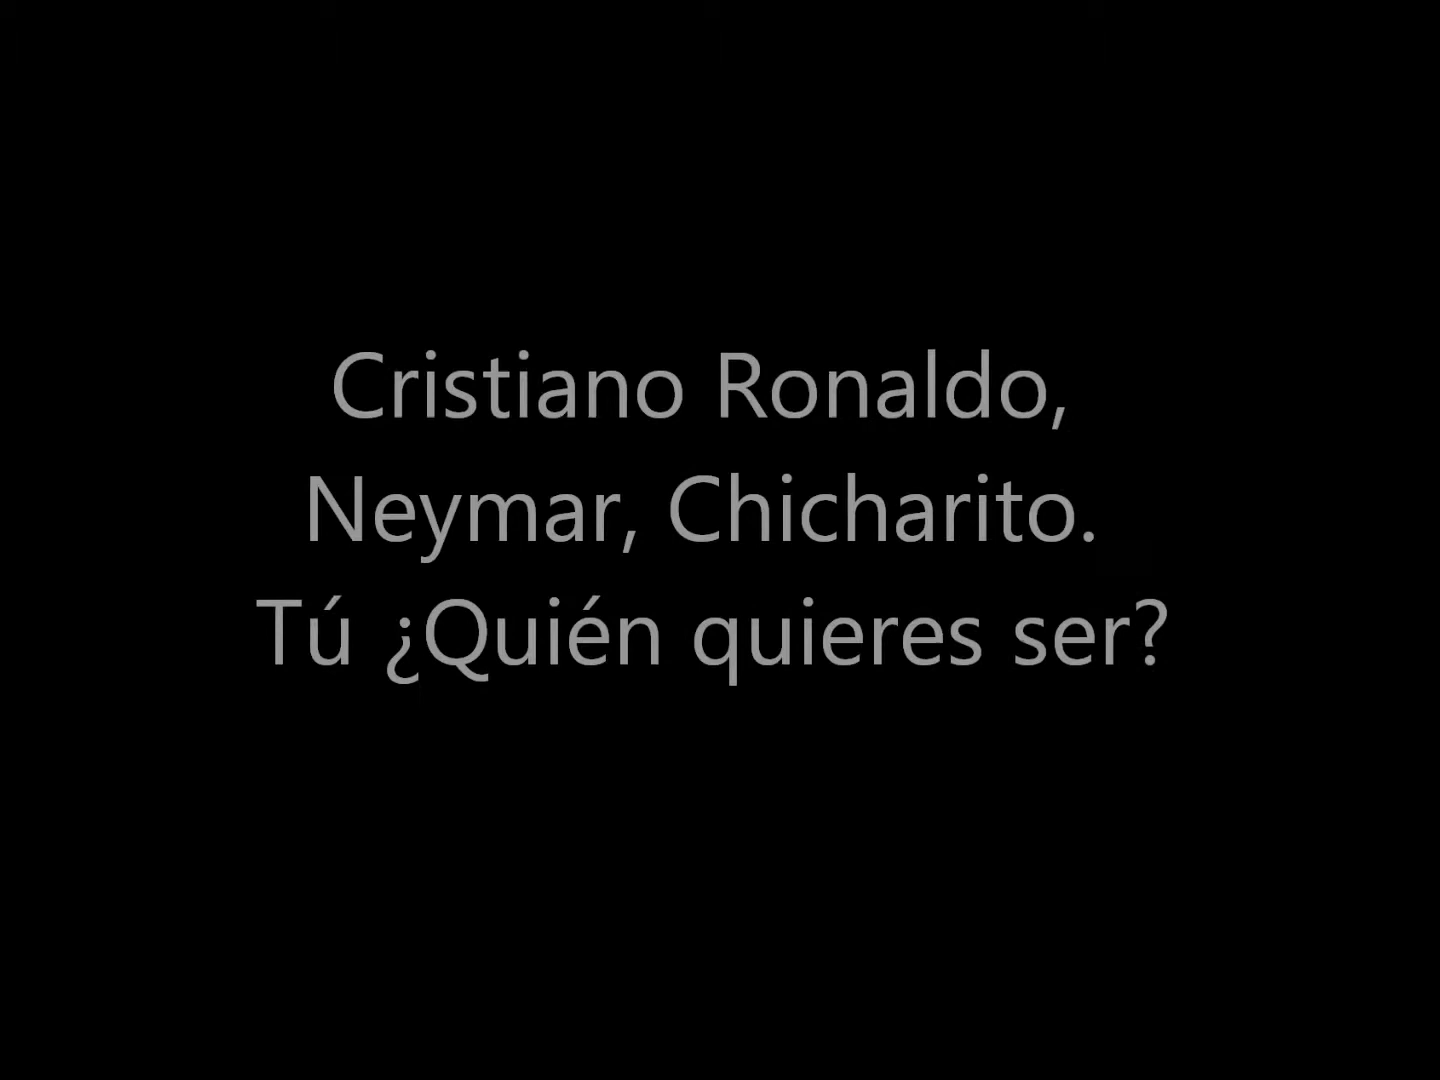 Cristiano Ronaldo,
Neymar, Chicharito.
Tú ¿Quién quieres ser?